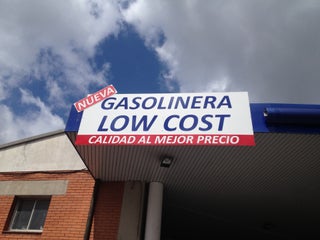 NUEVA
GASOLINERA
LOW COST
CALIDAD AL MEJOR PRECIO